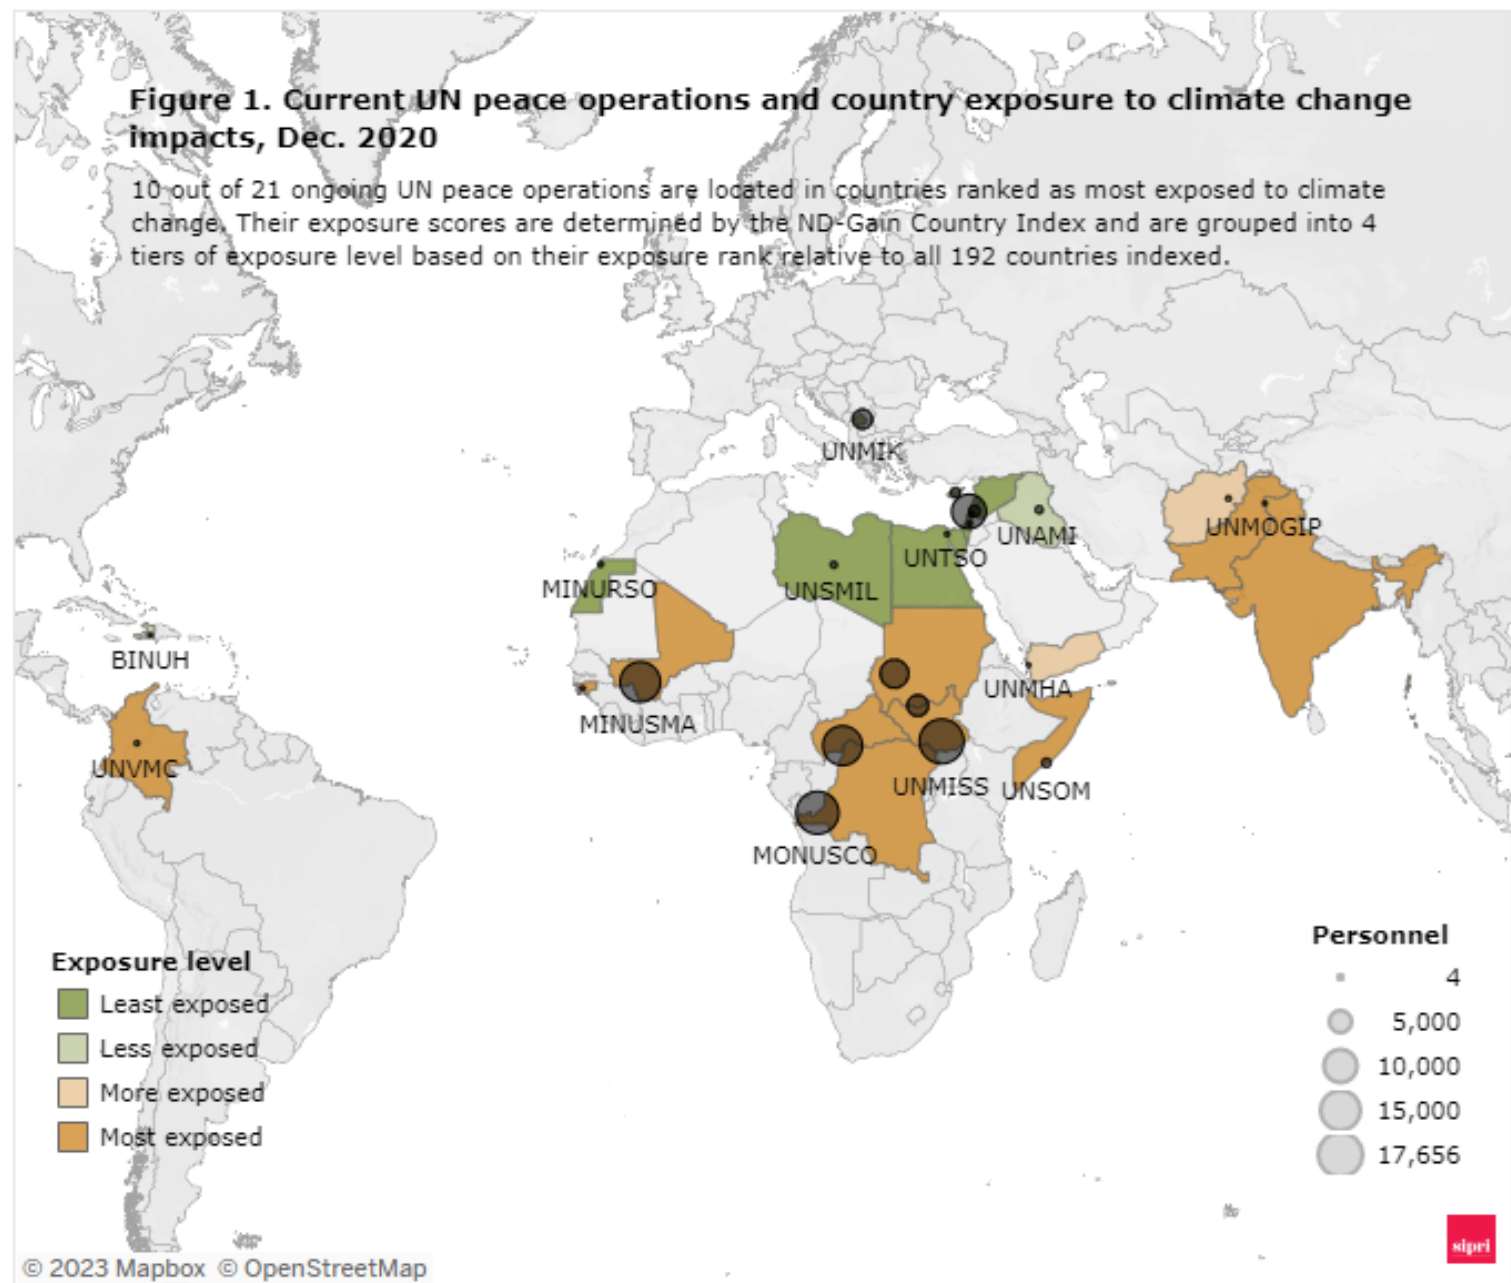 Figure 1. Current UN peace operations and country exposure to climate change
impacts, Dec. 2020
10 out of 21 ongoing UN peace operations are located in countries ranked as most exposed to climate
change. Their exposure scores are determined by the ND-Gain Country Index and are grouped into 4
tiers of exposure level based on their exposure rank relative to all 192 countries indexed.
UNMIK
UNMOGIP
UNAMI
UNTSO
MINURSO
UNSMIL
BINUH
UNMHA
MINUSMA
UNVMC
UNMISS
UNSOM
MONUSCO
Exposure level
Least exposed
Less exposed
More exposed
Most exposed
Personnel
4
5,000
10,000
15,000
17,656
sipri
© 2023 Mapbox © OpenStreetMap